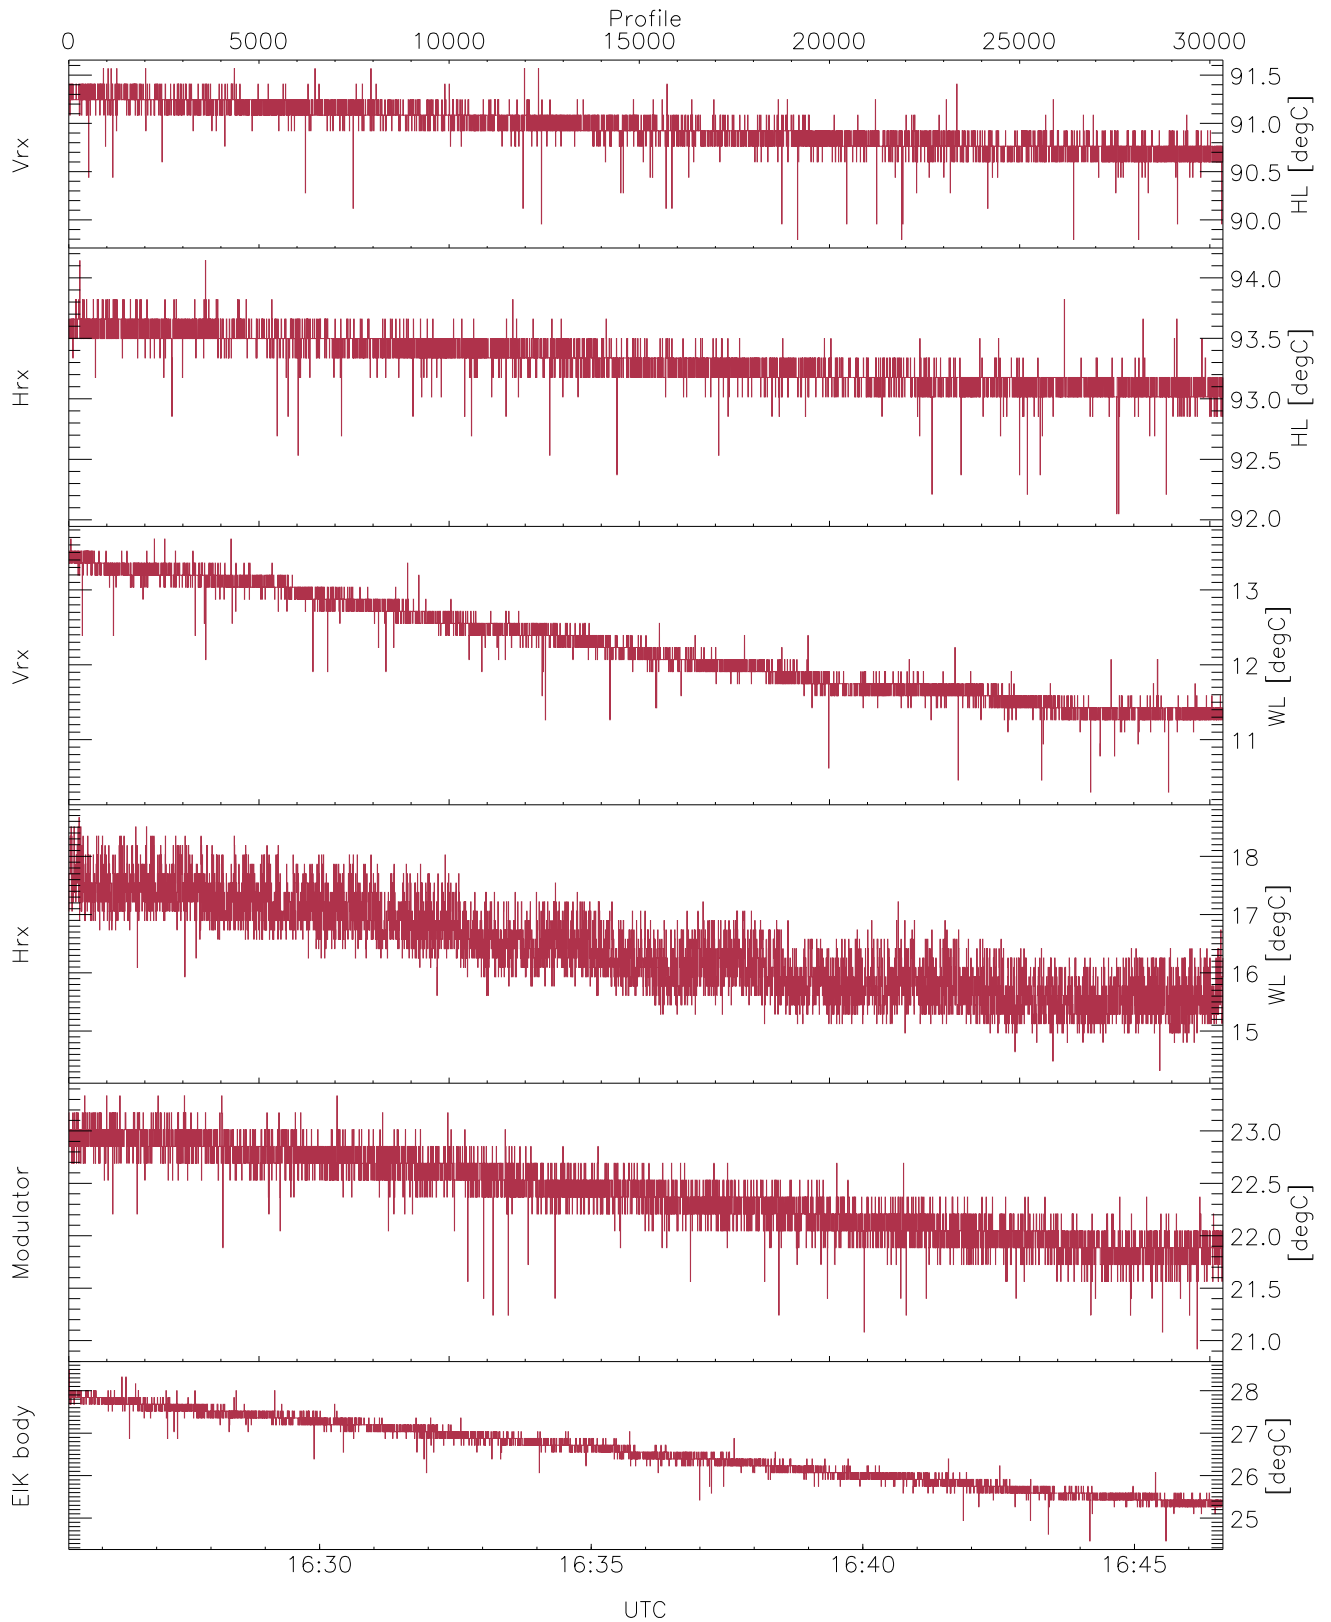 Profile
0 5000 10000 15000 20000 25000 30000
Vrx
91.5
91.0
90.5
90.0
HL [degC]
Hrx
94.0
93.5
93.0
92.5
92.0
HL [degC]
Vrx
13
12
11
WL [degC]
Hrx
18
17
16
15
WL [degC]
Modulator
23.0
22.5
22.0
21.5
21.0
[degC]
EIK body
28
27
26
25
[degC]
16:30 16:35 16:40 16:45
UTC